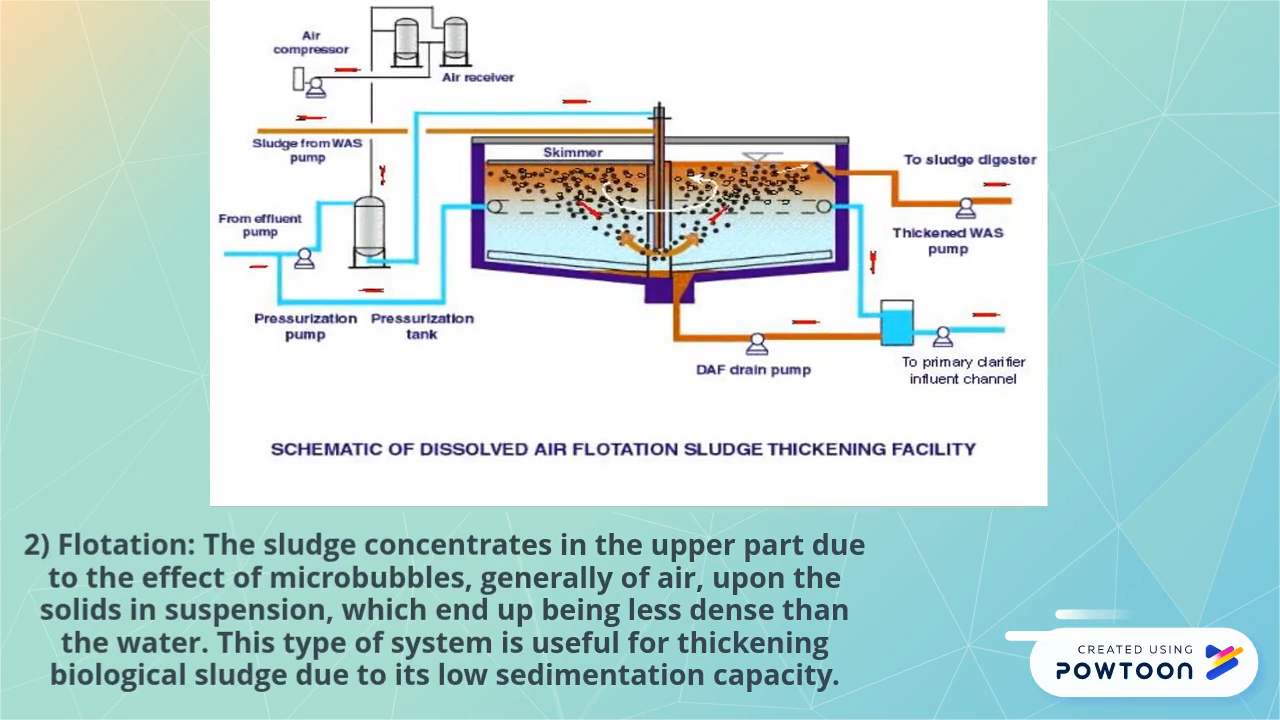 Air
compressor
Air receiver
Sludge from WAS
pump
Skimmer
To sludge digester
From effluent
pump
Thickened WAS
pump
Pressurization
pump
Pressurization
tank
DAF drain pump
To primary clarifier
influent channel
SCHEMATIC OF DISSOLVED AIR FLOTATION SLUDGE THICKENING FACILITY
2) Flotation: The sludge concentrates in the upper part due
to the effect of microbubbles, generally of air, upon the
solids in suspension, which end up being less dense than
the water. This type of system is useful for thickening
biological sludge due to its low sedimentation capacity.
CREATED USING
POWTOON